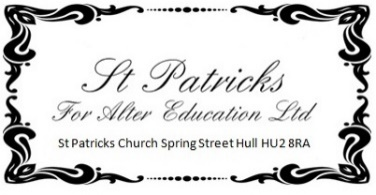 St Patricks
For Alter Education Ltd
St Patricks Church Spring Street Hull HU2 8RA